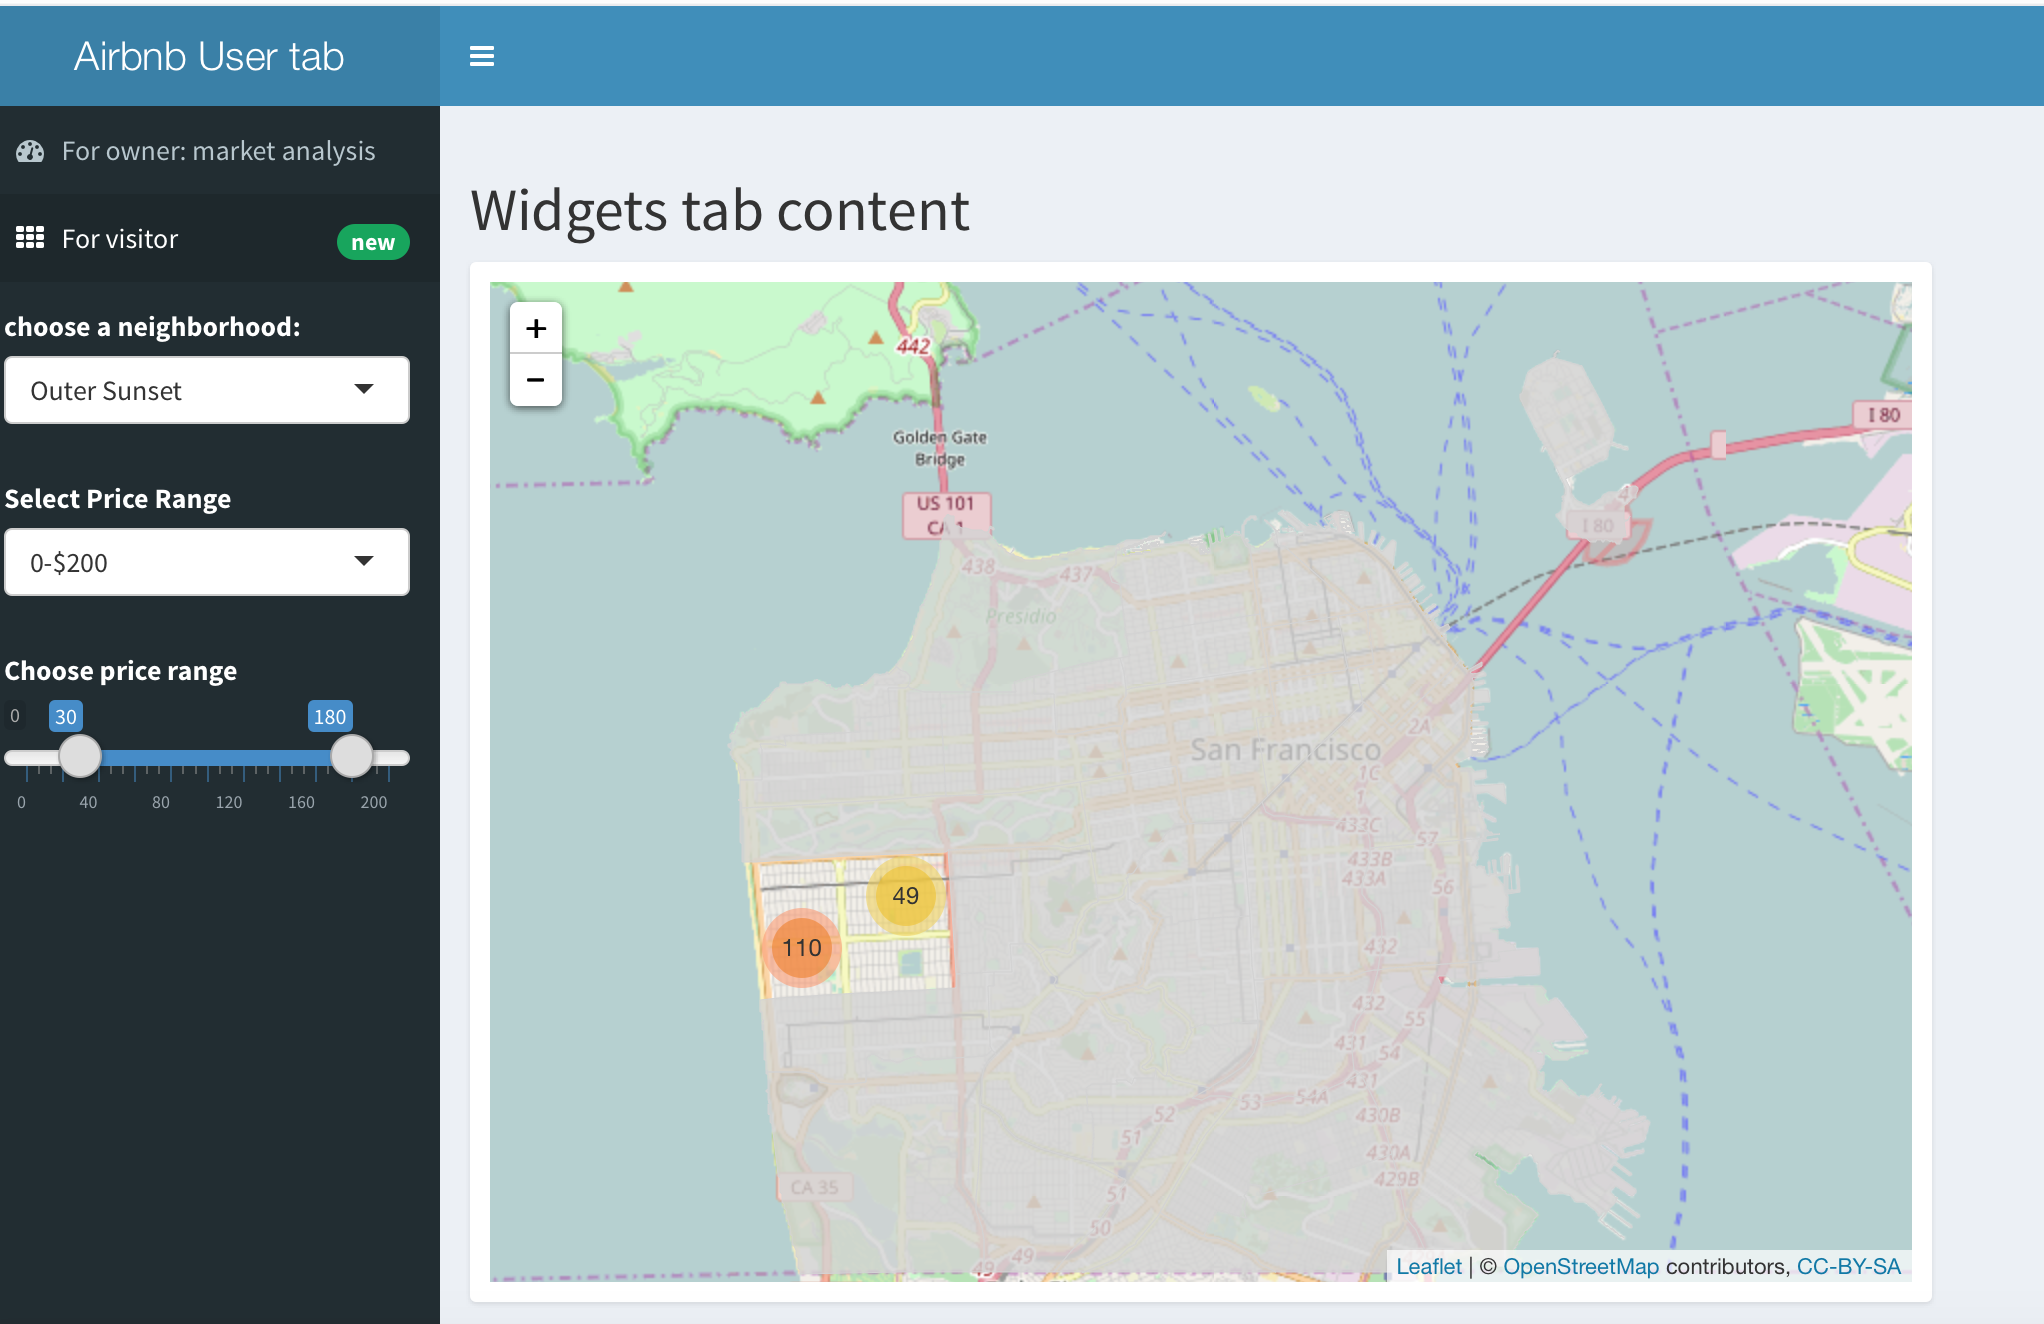 Airbnb User tab
For owner: market analysis
For visitor
new
choose a neighborhood:
Outer Sunset
Select Price Range
0-$200
Choose price range
0
30
180
0 40 80 120 160 200
Widgets tab content
+
−
442
Golden Gate
Bridge
US 101
CA 1
I 80
I 80
438
437
Presidio
San Francisco
2A
1C
1
433C
57
433B
433A
56
49
110
432
432
55
431
54
431
54A
53
52
430B
51
430A
429B
CA 35
51
50
49
49
Leaflet | © OpenStreetMap contributors, CC-BY-SA